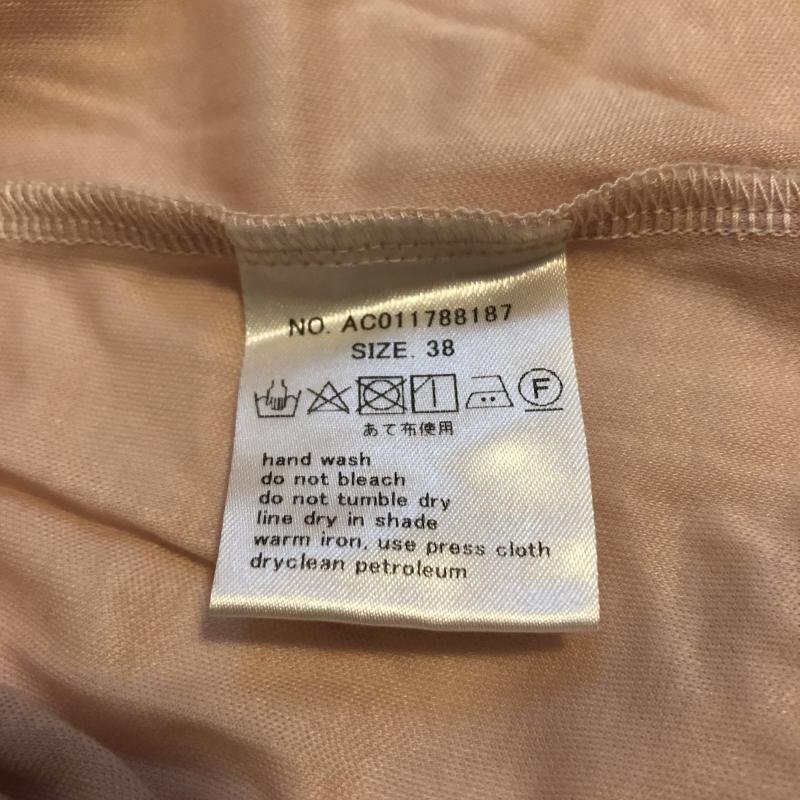 NO. AC011788187
SIZE. 38
F
あて布使用
hand wash
do not bleach
do not tumble dry
line dry in shade
warm iron, use press cloth
dryclean petroleum